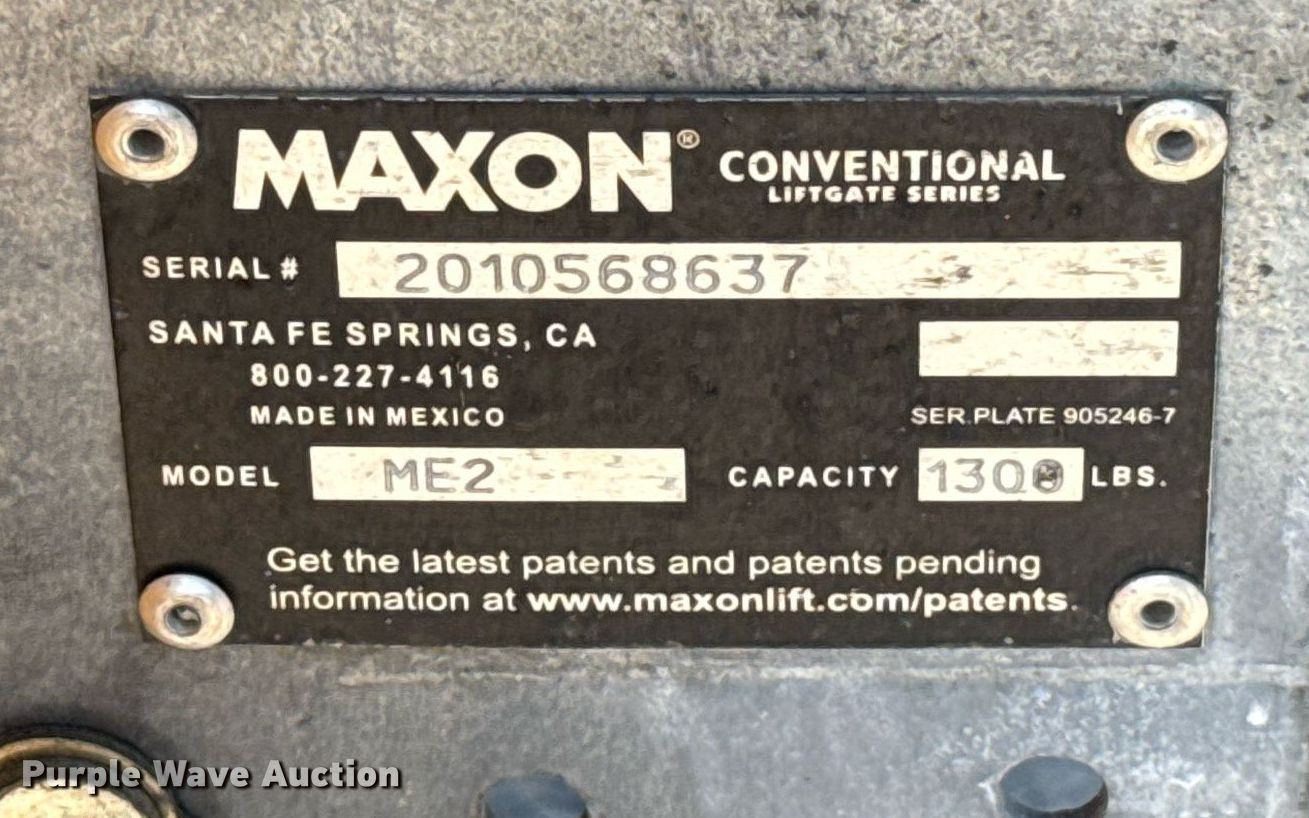 MAXON® CONVENTIONAL
LIFTGATE SERIES
SERIAL # 2010568637
SANTA FE SPRINGS, CA
800-227-4116
MADE IN MEXICO
SER.PLATE 905246-7
MODEL ME2 CAPACITY 1300 LBS.
Get the latest patents and patents pending
information at www.maxonlift.com/patents.
Purple Wave Auction